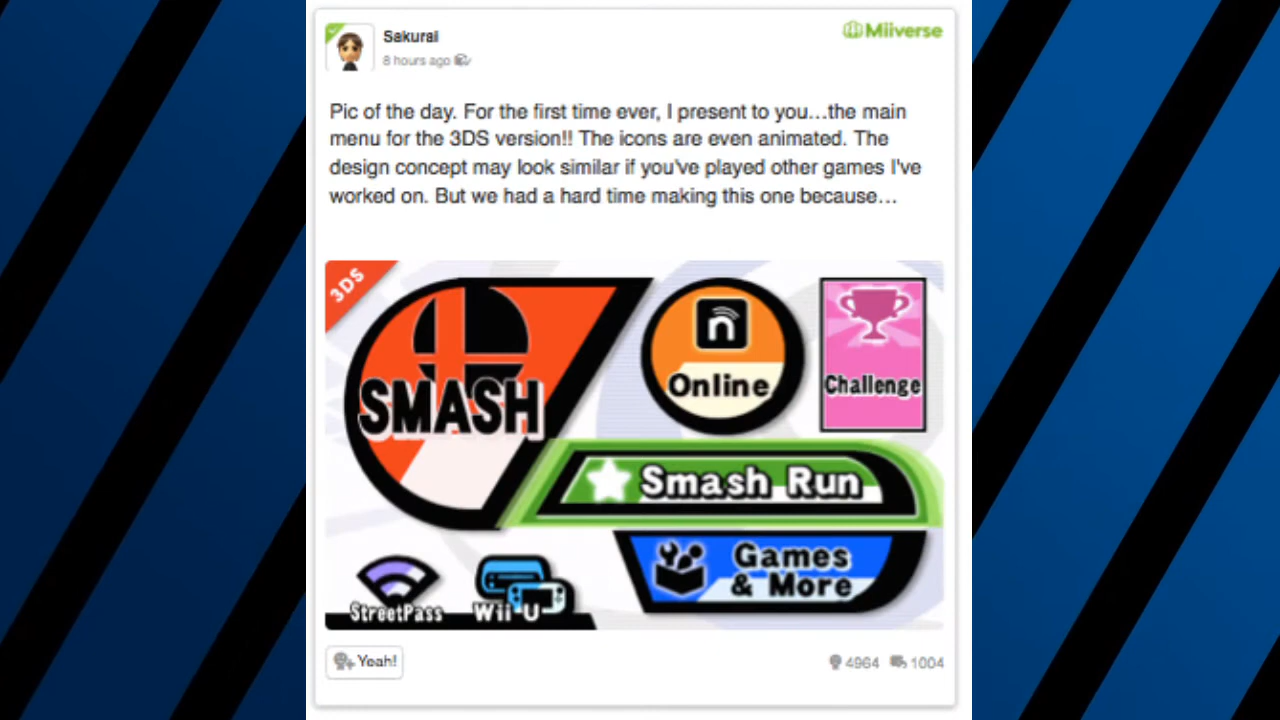 Sakurai
Miiverse
8 hours ago
Pic of the day. For the first time ever, I present to you...the main
menu for the 3DS version!! The icons are even animated. The
design concept may look similar if you've played other games I've
worked on. But we had a hard time making this one because...
3DS
SMASH
Online
Challenge
Smash Run
Games
& More
StreetPass
Wii U
Yeah!
4964
1004